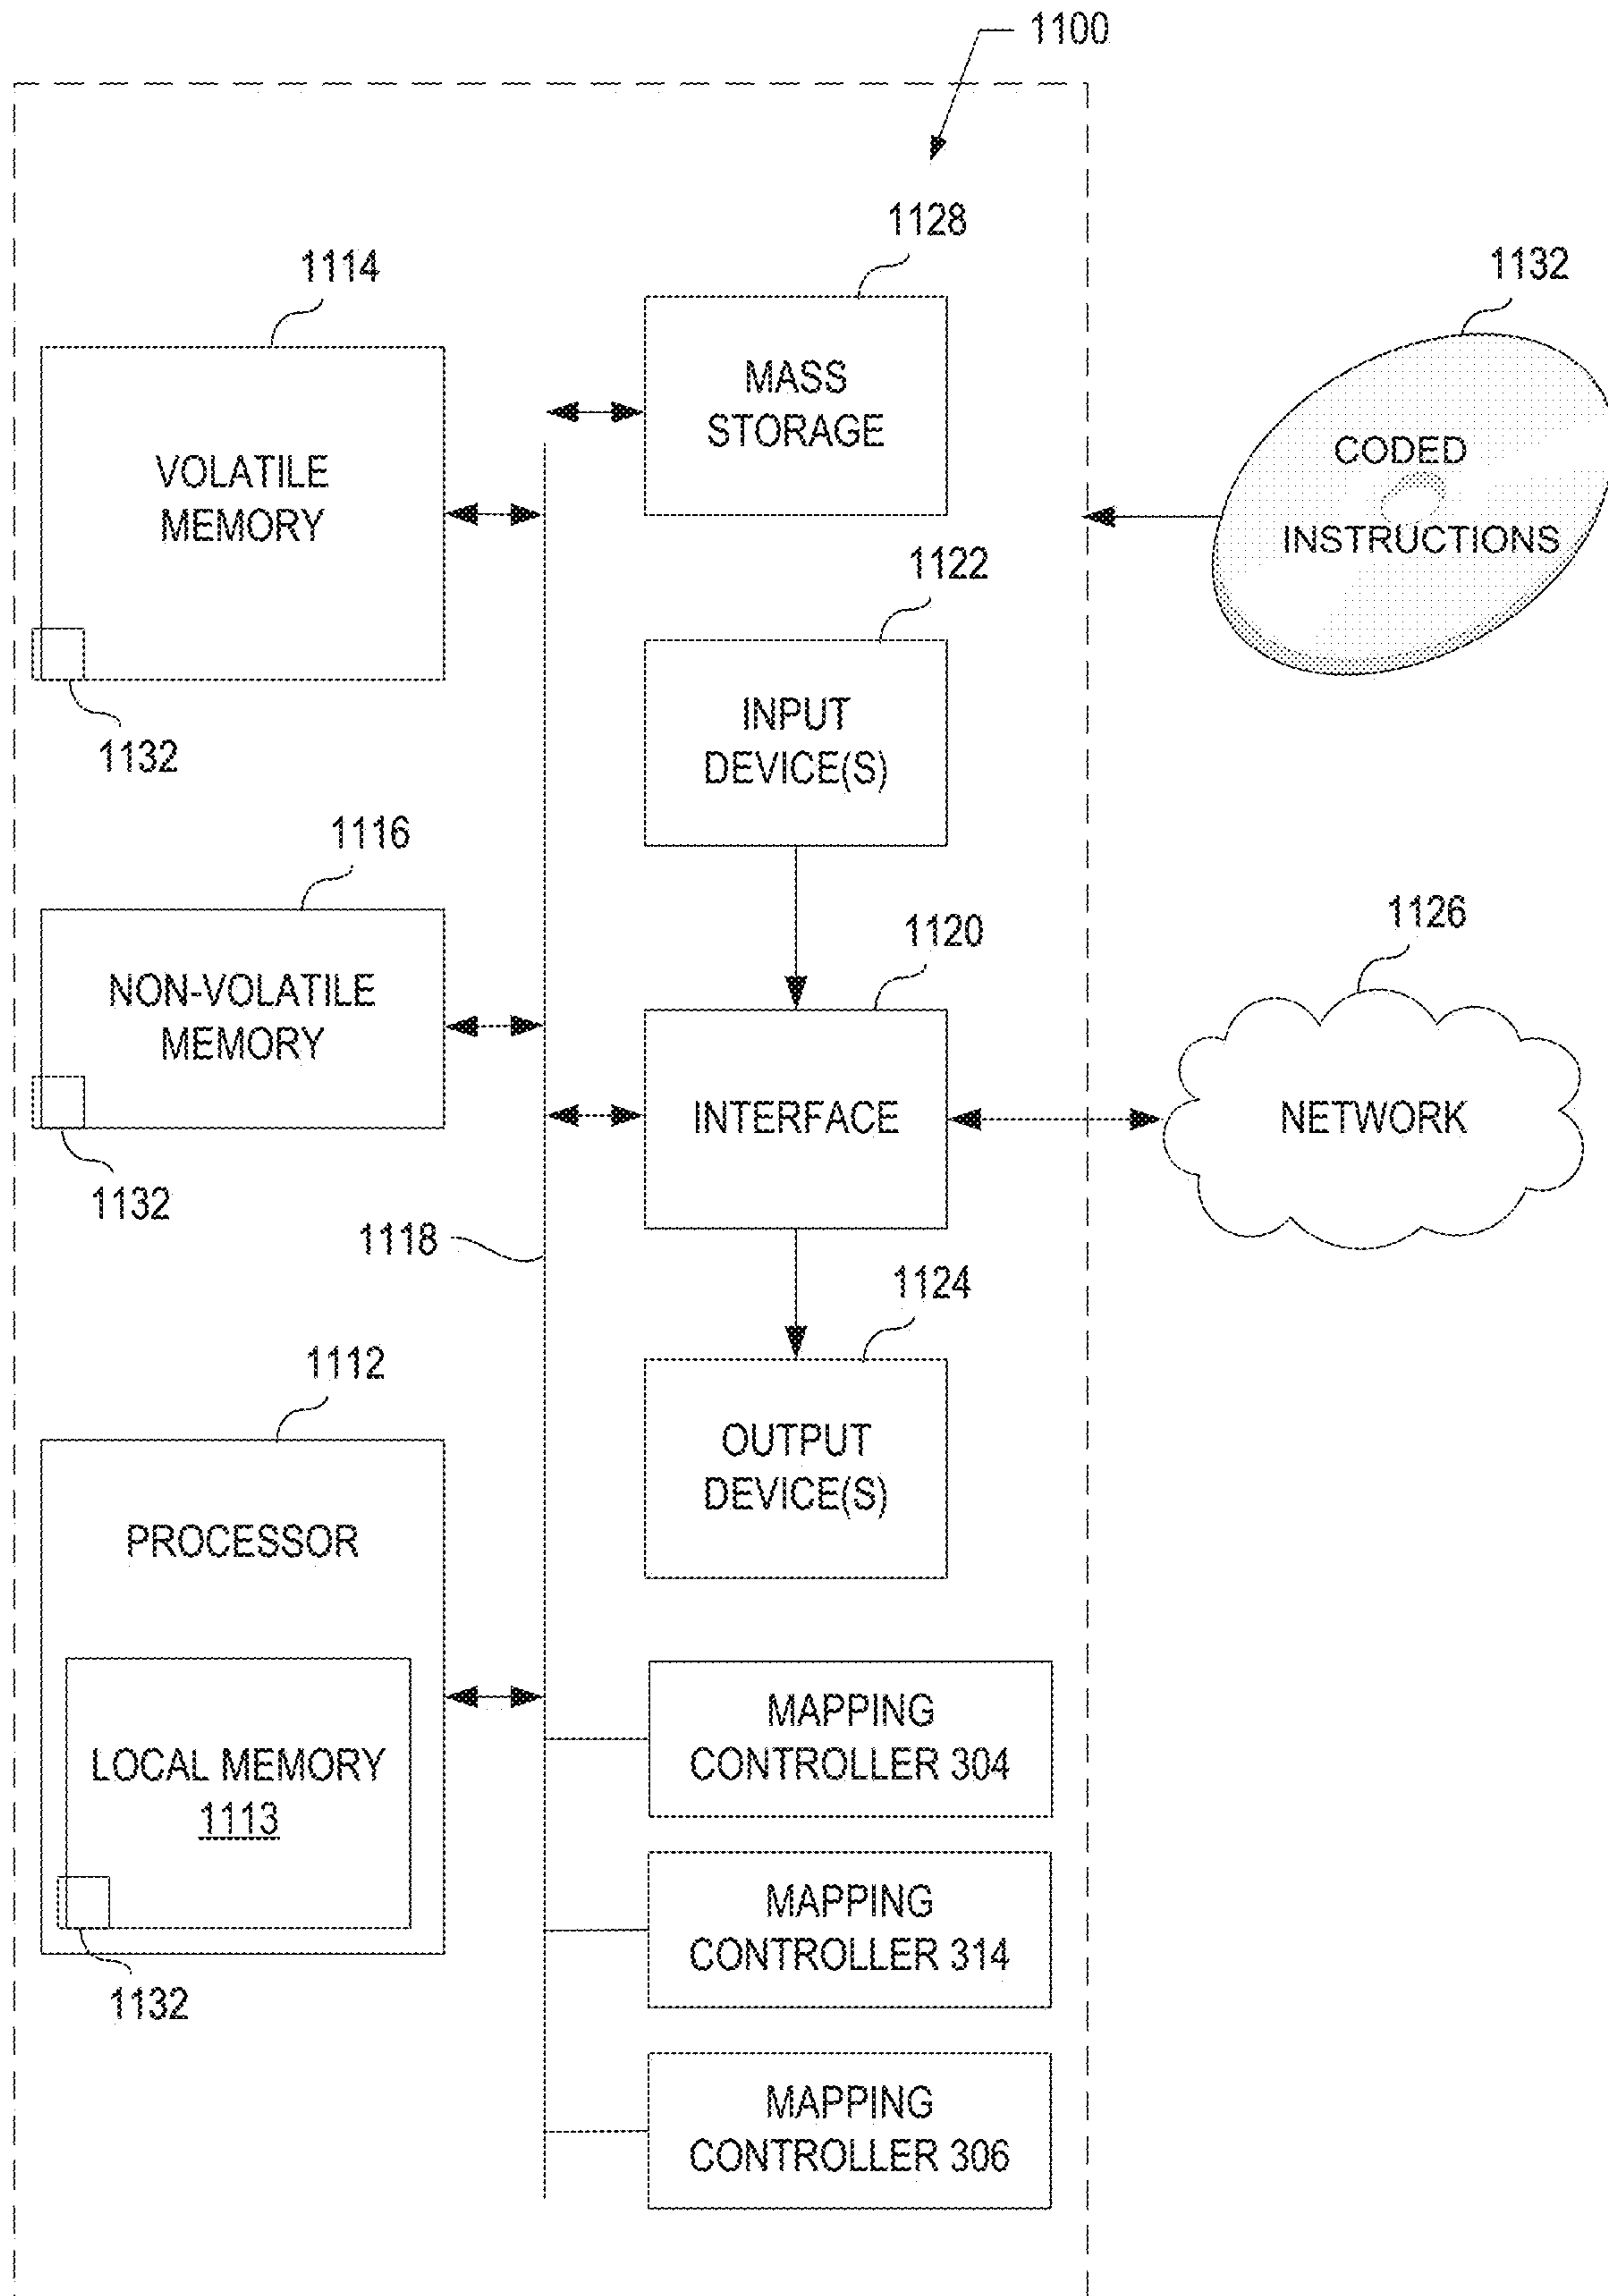 1100
1128
1114
1132
MASS
STORAGE
VOLATILE
MEMORY
CODED
INSTRUCTIONS
1122
INPUT
DEVICE(S)
1132
1116
1126
1120
NON-VOLATILE
MEMORY
INTERFACE
NETWORK
1132
1118
1124
1112
OUTPUT
DEVICE(S)
PROCESSOR
LOCAL MEMORY
1113
MAPPING
CONTROLLER 304
MAPPING
CONTROLLER 314
1132
MAPPING
CONTROLLER 306